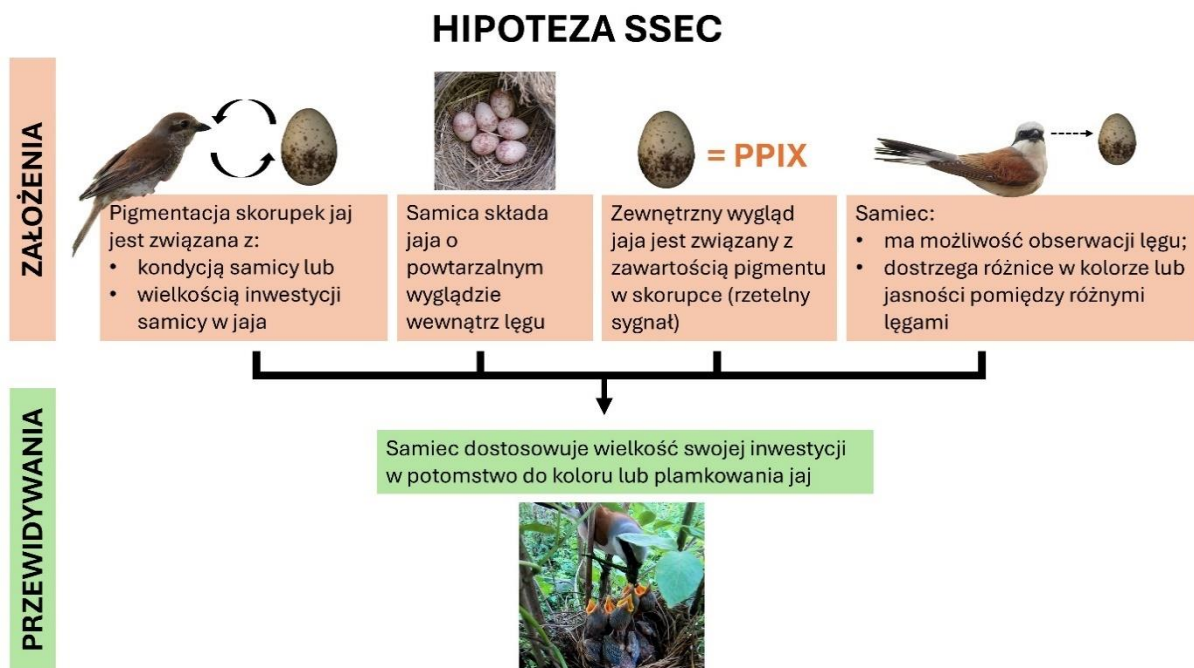 HIPOTEZA SSEC
ZAŁOŻENIA
= PPIX
Pigmentacja skorupek jaj
jest związana z:
• kondycją samicy lub
• wielkością inwestycji
samicy w jaja
Samica składa
jaja o
powtarzalnym
wyglądzie
wewnątrz lęgu
Zewnętrzny wygląd
jaja jest związany z
zawartością pigmentu
w skorupce (rzetelny
sygnał)
Samiec:
• ma możliwość obserwacji lęgu;
• dostrzega różnice w kolorze lub
jasności pomiędzy różnymi
lęgami
PRZEWIDYWANIA
Samiec dostosowuje wielkość swojej inwestycji
w potomstwo do koloru lub plamkowania jaj